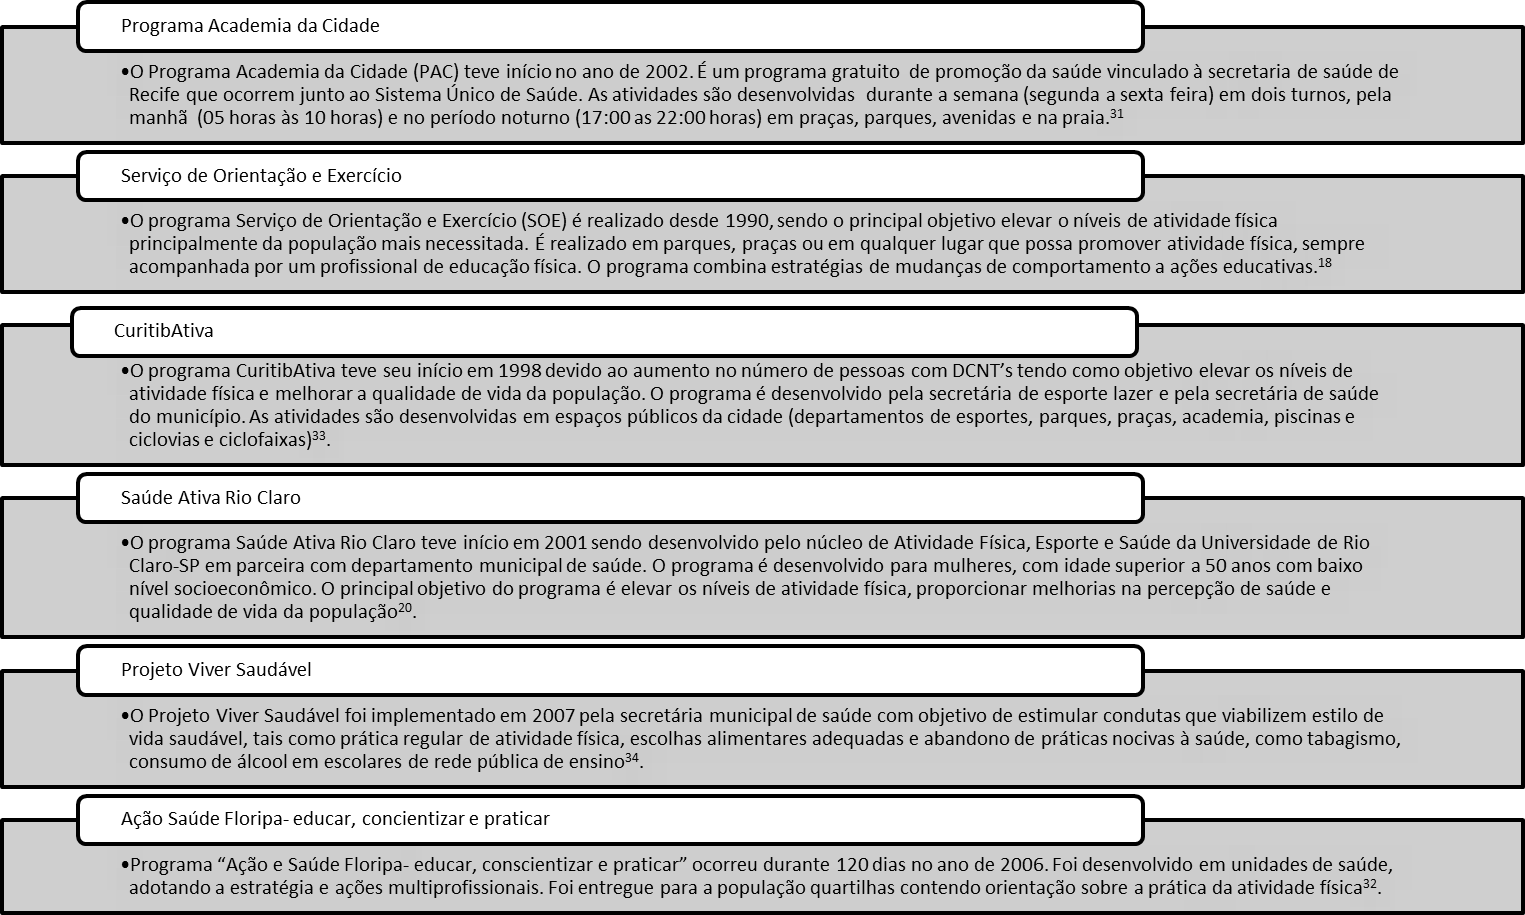 Programa Academia da Cidade
•O Programa Academia da Cidade (PAC) teve início no ano de 2002. É um programa gratuito de promoção da saúde vinculado à secretaria de saúde de
Recife que ocorrem junto ao Sistema Único de Saúde. As atividades são desenvolvidas durante a semana (segunda a sexta feira) em dois turnos, pela
manhã (05 horas às 10 horas) e no período noturno (17:00 as 22:00 horas) em praças, parques, avenidas e na praia.³¹
Serviço de Orientação e Exercício
•O programa Serviço de Orientação e Exercício (SOE) é realizado desde 1990, sendo o principal objetivo elevar o níveis de atividade física
principalmente da população mais necessitada. É realizado em parques, praças ou em qualquer lugar que possa promover atividade física, sempre
acompanhada por um profissional de educação física. O programa combina estratégias de mudanças de comportamento a ações educativas.¹⁸
CuritibAtiva
•O programa CuritibAtiva teve seu início em 1998 devido ao aumento no número de pessoas com DCNT’s tendo como objetivo elevar os níveis de
atividade física e melhorar a qualidade de vida da população. O programa é desenvolvido pela secretária de esporte lazer e pela secretária de saúde
do município. As atividades são desenvolvidas em espaços públicos da cidade (departamentos de esportes, parques, praças, academia, piscinas e
ciclovias e ciclofaixas)³³.
Saúde Ativa Rio Claro
•O programa Saúde Ativa Rio Claro teve início em 2001 sendo desenvolvido pelo núcleo de Atividade Física, Esporte e Saúde da Universidade de Rio
Claro-SP em parceira com departamento municipal de saúde. O programa é desenvolvido para mulheres, com idade superior a 50 anos com baixo
nível socioeconômico. O principal objetivo do programa é elevar os níveis de atividade física, proporcionar melhorias na percepção de saúde e
qualidade de vida da população²⁰.
Projeto Viver Saudável
•O Projeto Viver Saudável foi implementado em 2007 pela secretária municipal de saúde com objetivo de estimular condutas que viabilizem estilo de
vida saudável, tais como prática regular de atividade física, escolhas alimentares adequadas e abandono de práticas nocivas à saúde, como tabagismo,
consumo de álcool em escolares de rede pública de ensino³⁴.
Ação Saúde Floripa- educar, concientizar e praticar
•Programa “Ação e Saúde Floripa- educar, conscientizar e praticar” ocorreu durante 120 dias no ano de 2006. Foi desenvolvido em unidades de saúde,
adotando a estratégia e ações multiprofissionais. Foi entregue para a população quartilhas contendo orientação sobre a prática da atividade física³².